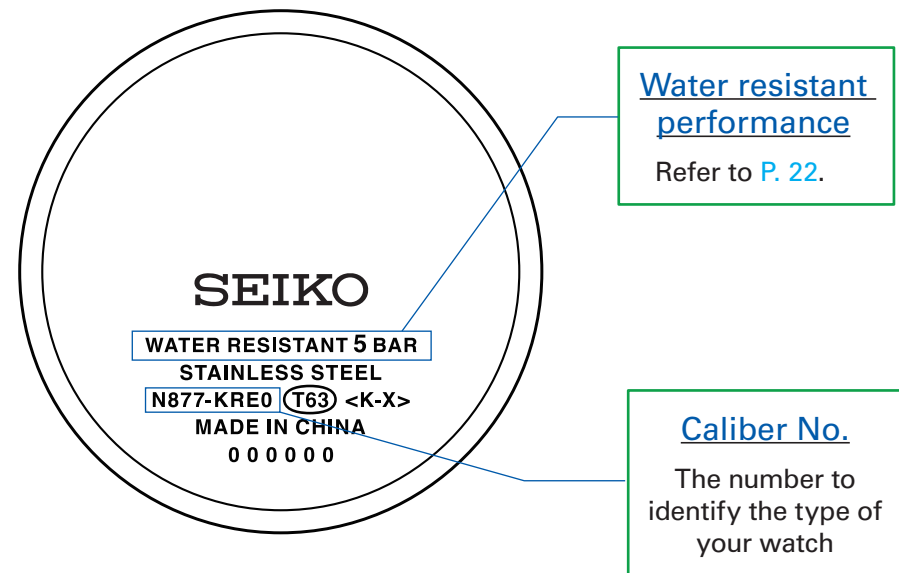 SEIKO
WATER RESISTANT 5 BAR
STAINLESS STEEL
N877-KRE0 T63 <K-X>
MADE IN CHINA
000000
Water resistant
performance
Refer to P. 22.
Caliber No.
The number to
identify the type of
your watch